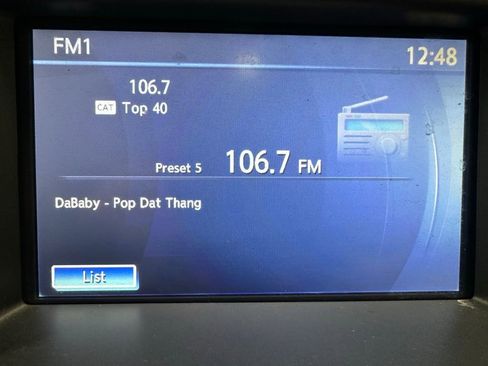 FM1
12:48
106.7
CAT Top 40
Preset 5 106.7 FM
DaBaby - Pop Dat Thang
List